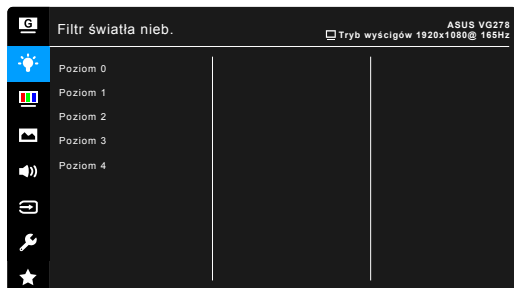 G
Filtr światła nieb.
ASUS VG278
Tryb wyścigów 1920x1080@ 165Hz
Poziom 0
Poziom 1
Poziom 2
Poziom 3
Poziom 4